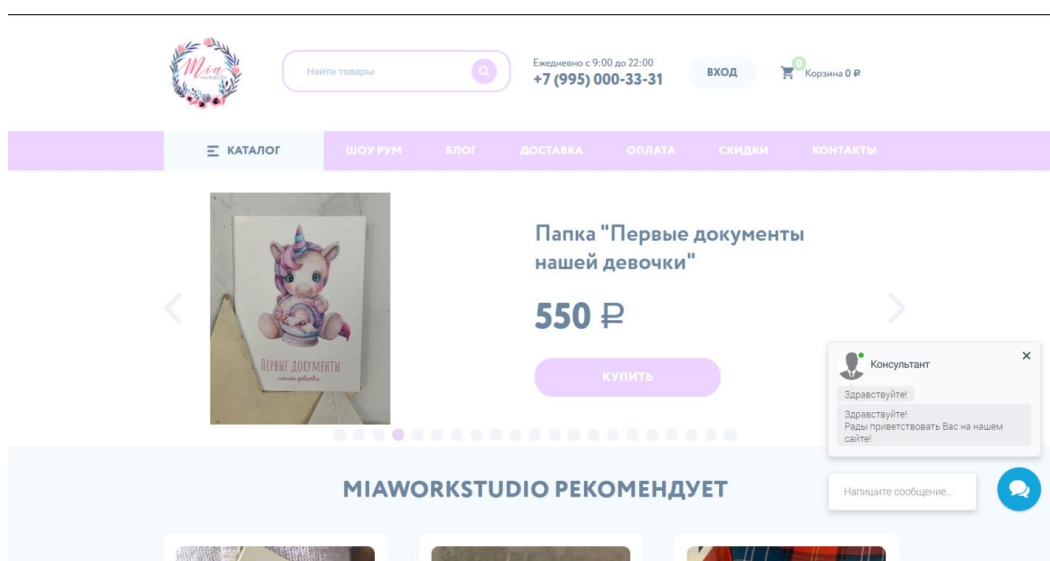 Mia
Найти товары
Ежедневно с 9:00 до 22:00
+7 (995) 000-33-31
ВХОД
0
Корзина 0 ₽
КАТАЛОГ
ШОУ РУМ
БЛОГ
ДОСТАВКА
ОПЛАТА
СКИДКИ
КОНТАКТЫ
ПЕРВЫЕ ДОКУМЕНТЫ
нашей девочки
Папка "Первые документы
нашей девочки"
550 ₽
КУПИТЬ
Консультант
Здравствуйте!
Здравствуйте!
Рады приветствовать Вас на нашем
сайте!
Напишите сообщение...
MIAWORKSTUDIO РЕКОМЕНДУЕТ